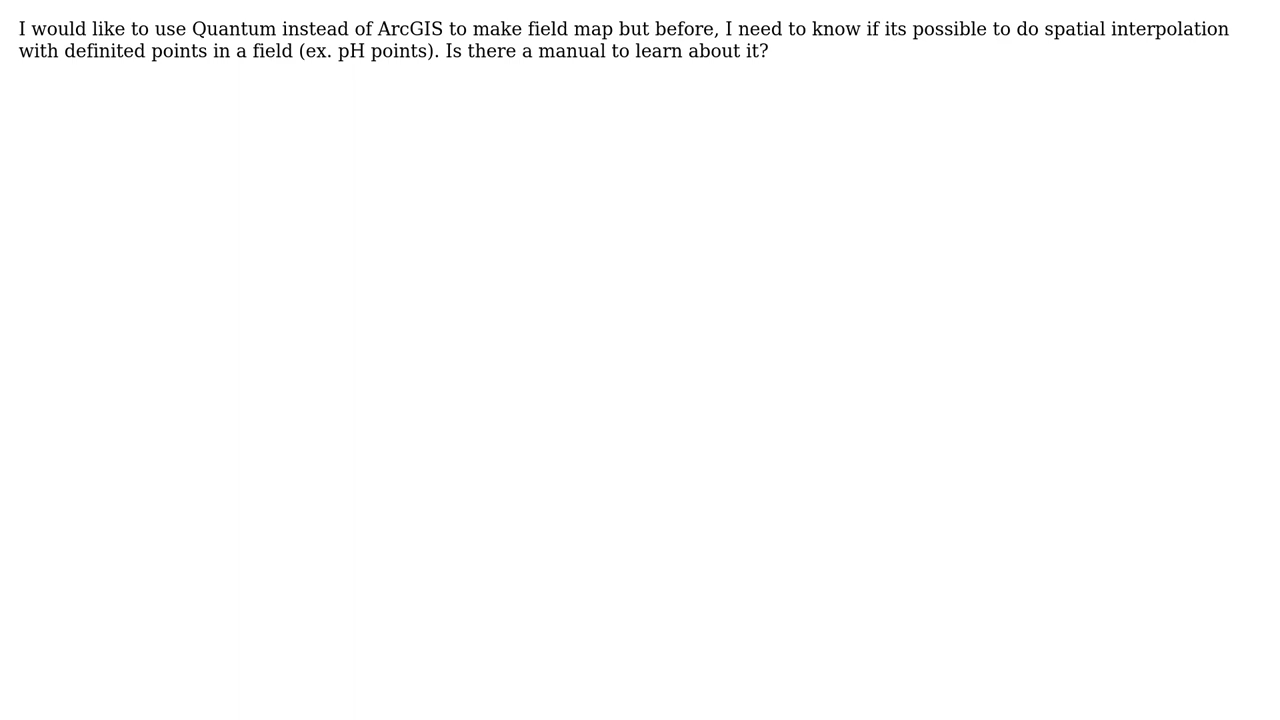 I would like to use Quantum instead of ArcGIS to make field map but before, I need to know if its possible to do spatial interpolation
with definited points in a field (ex. pH points). Is there a manual to learn about it?